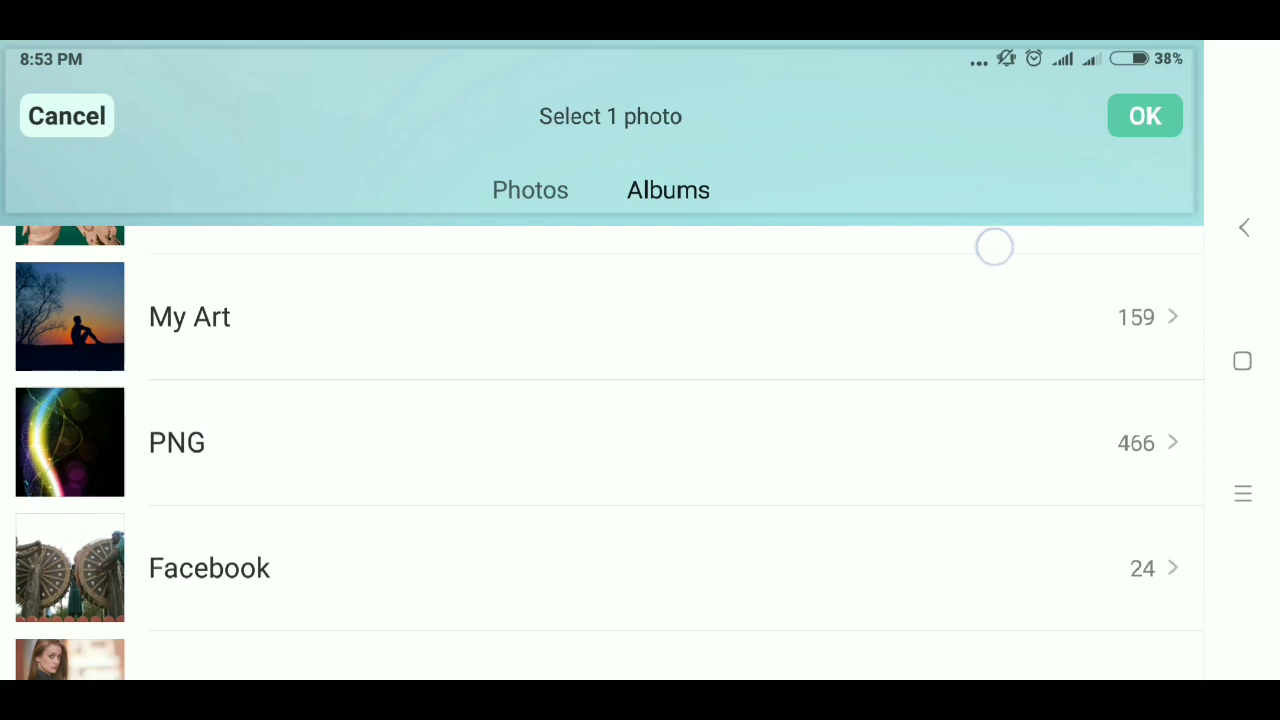 8:53 PM
38%
Cancel
Select 1 photo
OK
Photos
Albums
My Art
159
PNG
466
Facebook
24